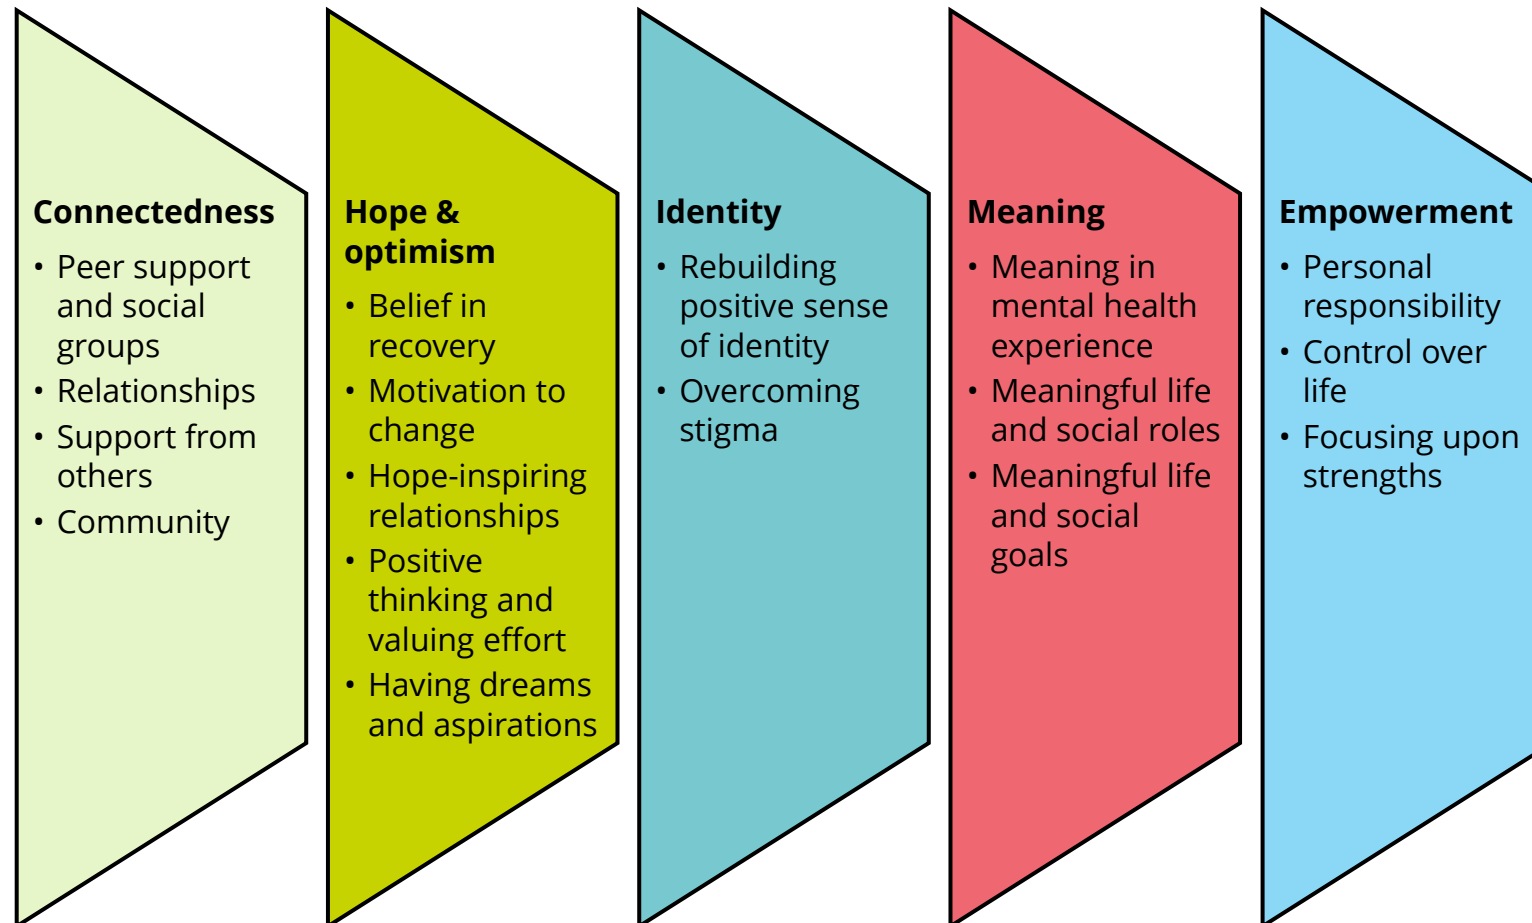 Connectedness
• Peer support
and social
groups
• Relationships
• Support from
others
• Community
Hope &
optimism
• Belief in
recovery
• Motivation to
change
• Hope-inspiring
relationships
• Positive
thinking and
valuing effort
• Having dreams
and aspirations
Identity
• Rebuilding
positive sense
of identity
• Overcoming
stigma
Meaning
• Meaning in
mental health
experience
• Meaningful life
and social roles
• Meaningful life
and social
goals
Empowerment
• Personal
responsibility
• Control over
life
• Focusing upon
strengths